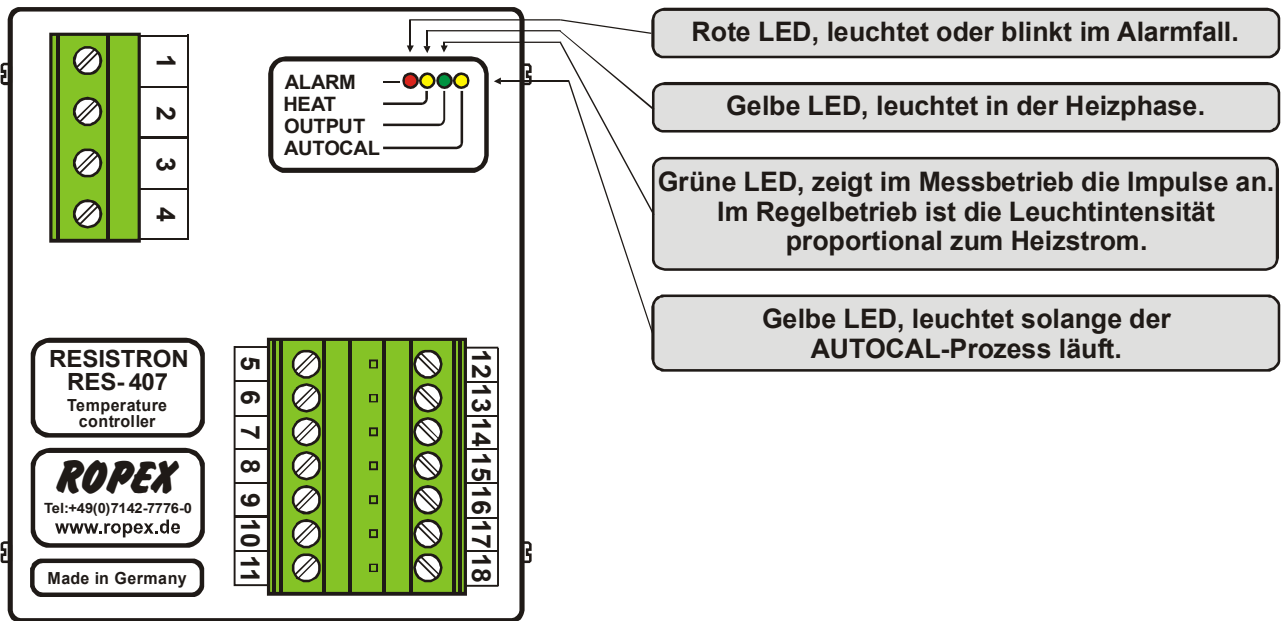 1
2
3
4
ALARM
HEAT
OUTPUT
AUTOCAL
Rote LED, leuchtet oder blinkt im Alarmfall.
Gelbe LED, leuchtet in der Heizphase.
Grüne LED, zeigt im Messbetrieb die Impulse an.
Im Regelbetrieb ist die Leuchtintensität
proportional zum Heizstrom.
Gelbe LED, leuchtet solange der
AUTOCAL-Prozess läuft.
RESISTRON
RES-407
Temperature
controller
ROPEX
Tel:+49(0)7142-7776-0
www.ropex.de
Made in Germany
5
6
7
8
9
10
11
12
13
14
15
16
17
18